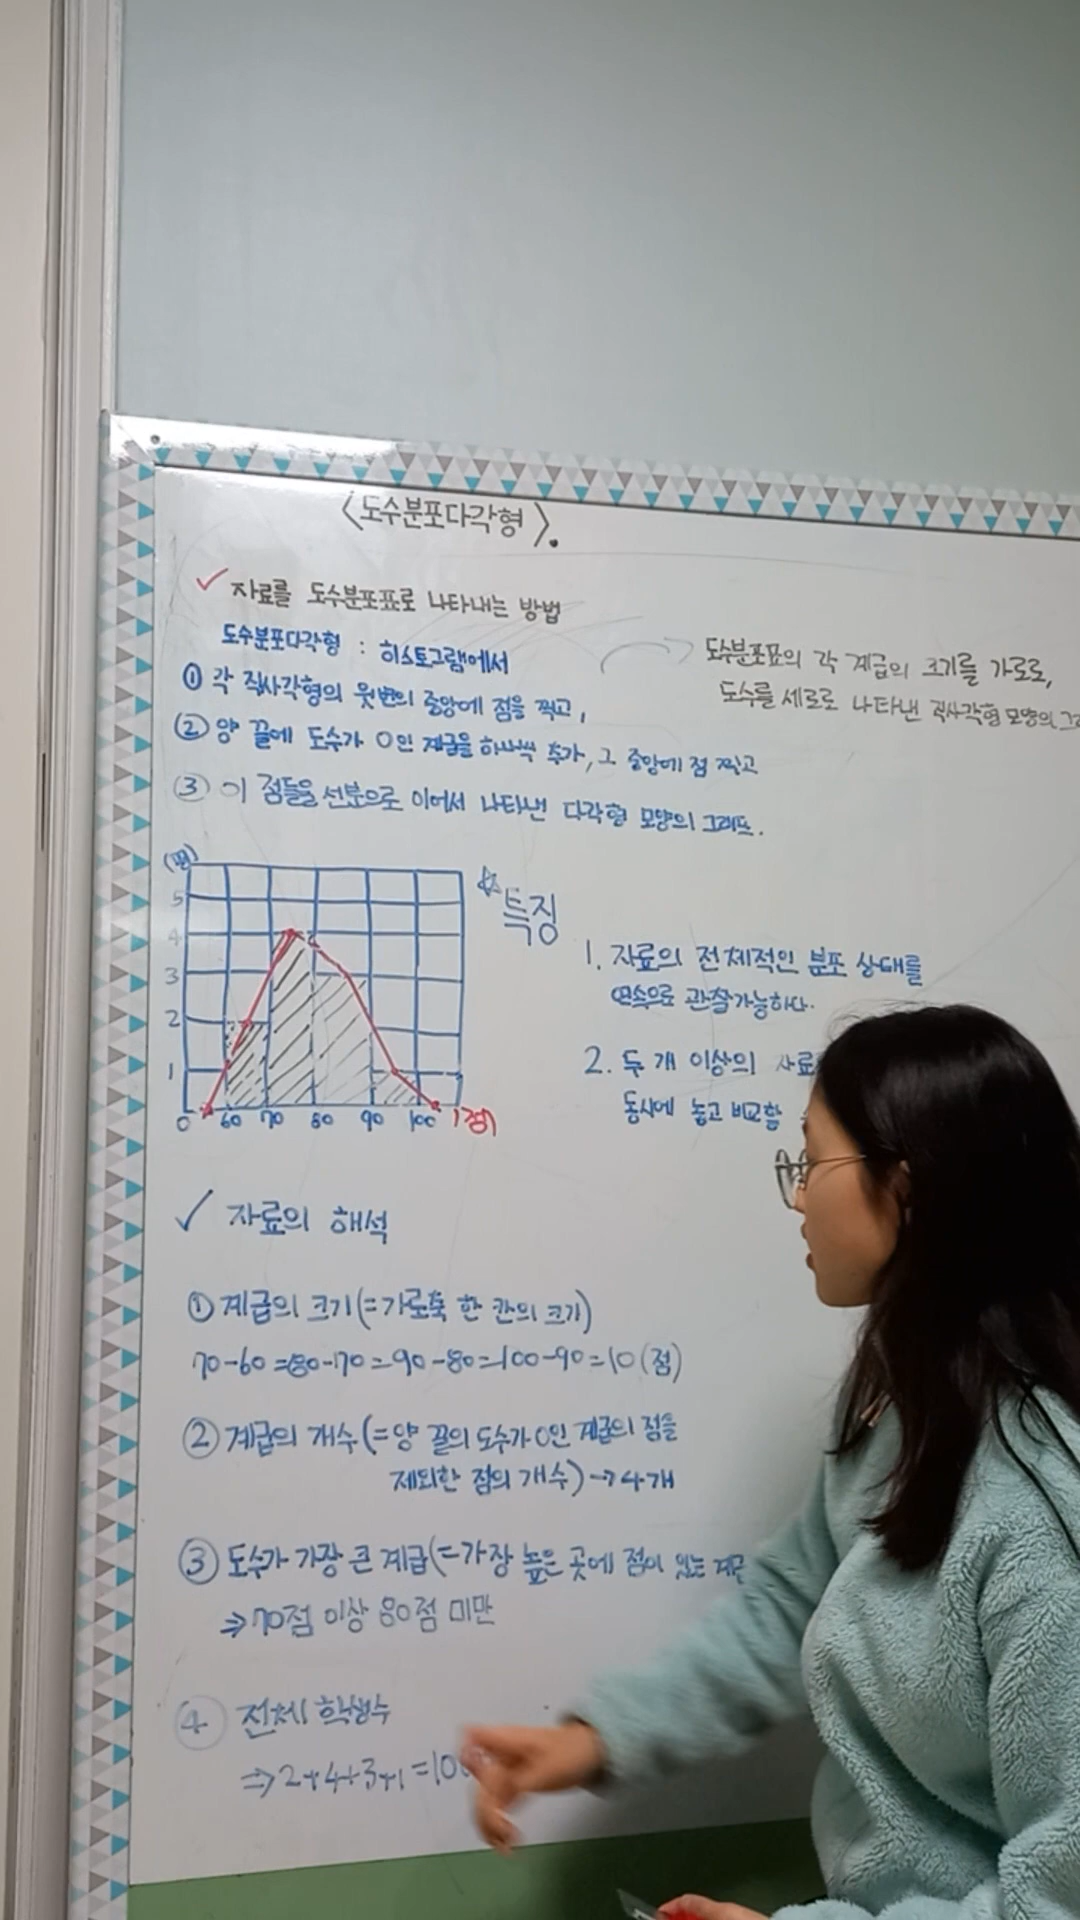 <도수분포다각형>.
✓ 자료를 도수분포표로 나타내는 방법
도수분포다각형 : 히스토그램에서
① 각 직사각형의 윗변의 중앙에 점을 찍고,
② 양 끝에 도수가 0인 계급을 하나씩 추가, 그 중앙에 점 찍고
③ 이 점들을 선분으로 이어서 나타낸 다각형 모양의 그래프.
도수분포표의 각 계급의 크기를 가로로,
도수를 세로로 나타낸 직사각형 모양의
5
4
3
2
1
0 60 70 80 90 100 (점)
☆특징
1. 자료의 전체적인 분포 상태를
연속으로 관찰가능하다.
2. 두 개 이상의
동시에 놓고 비교할
✓ 자료의 해석
① 계급의 크기(=가로축 한 칸의 크기)
70-60=80-70=90-80=100-90=10(점)
② 계급의 개수(=양 끝의 도수가 0인 계급의 점을
제외한 점의 개수)→4개
③ 도수가 가장 큰 계급(=가장 높은 곳에 점이 있는
⇒70점 이상 80점 미만
④ 전체 학생수
⇒2+4+3+1=10